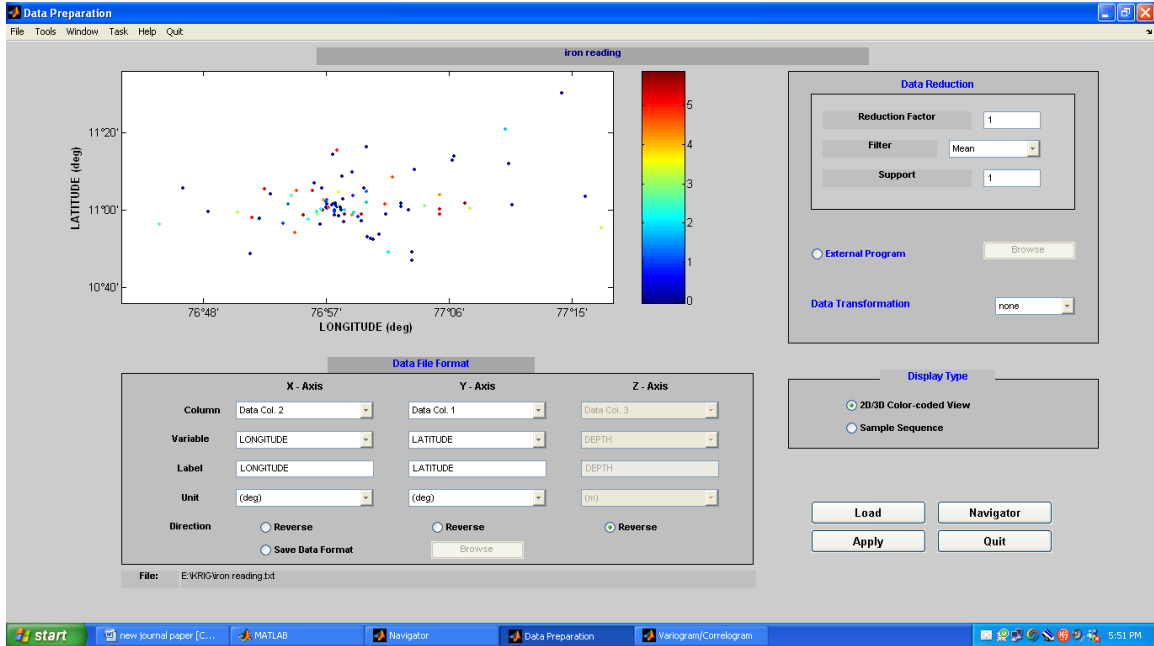 Data Preparation
File Tools Window Task Help Quit
iron reading
11°20'
11°00'
10°40'
LATITUDE (deg)
76°48' 76°57' 77°06' 77°15'
LONGITUDE (deg)
5
4
3
2
1
0
Data Reduction
Reduction Factor 1
Filter Mean
Support 1
External Program Browse
Data Transformation none
Data File Format
X - Axis Y - Axis Z - Axis
Column Data Col. 2 Data Col. 1 Data Col. 3
Variable LONGITUDE LATITUDE DEPTH
Label LONGITUDE LATITUDE DEPTH
Unit (deg) (deg) (m)
Direction Reverse Reverse Reverse
Save Data Format Browse
File: E:\KRIG\iron reading.txt
Display Type
2D/3D Color-coded View
Sample Sequence
Load Navigator
Apply Quit
start new journal paper [C... MATLAB Navigator Data Preparation Variogram/Correlogram 5:51 PM